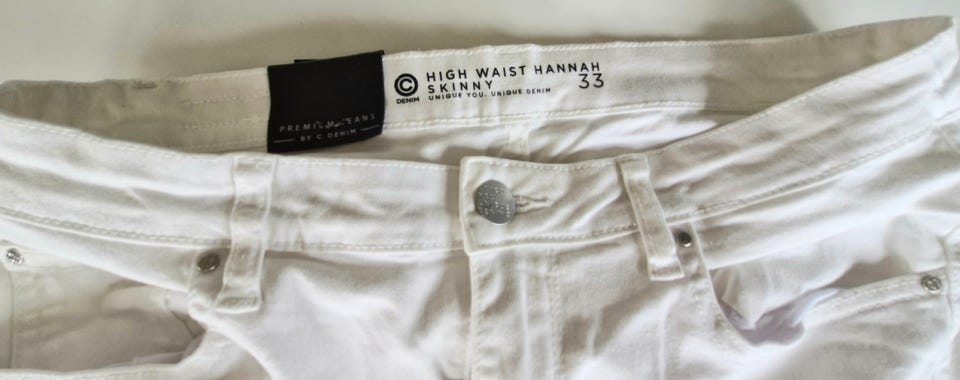 PREMIUM JEANS
BY C. DENIM
C
DENIM
HIGH WAIST HANNAH
SKINNY 33
UNIQUE YOU. UNIQUE DENIM